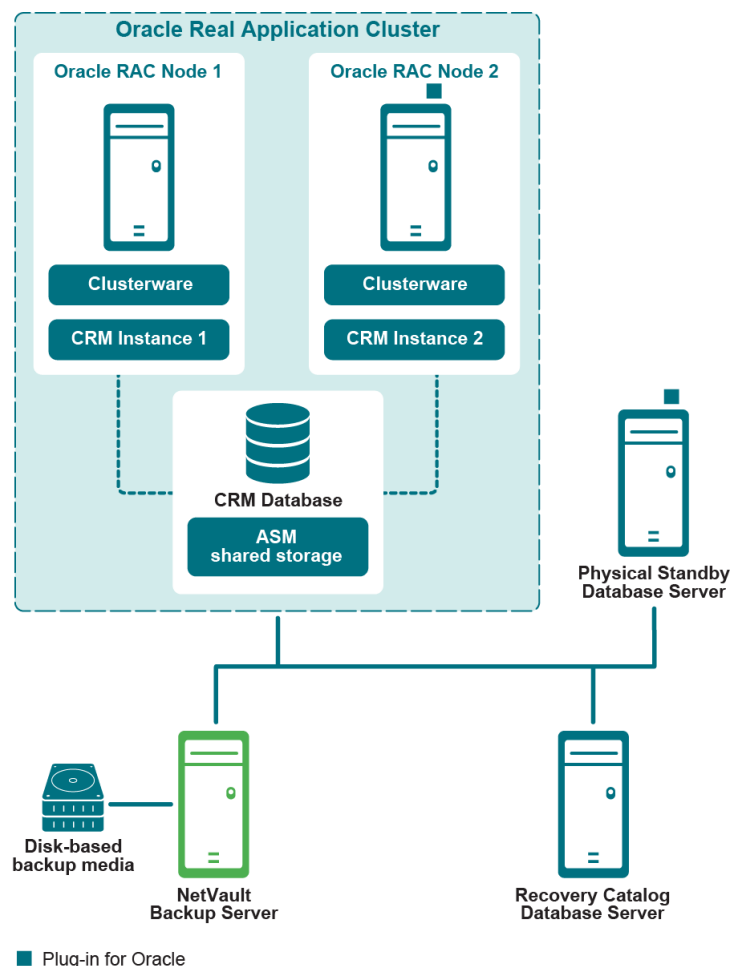 Oracle Real Application Cluster
Oracle RAC Node 1
Oracle RAC Node 2
Clusterware
Clusterware
CRM Instance 1
CRM Instance 2
CRM Database
ASM
shared storage
Physical Standby
Database Server
Disk-based
backup media
NetVault
Backup Server
Recovery Catalog
Database Server
Plug-in for Oracle